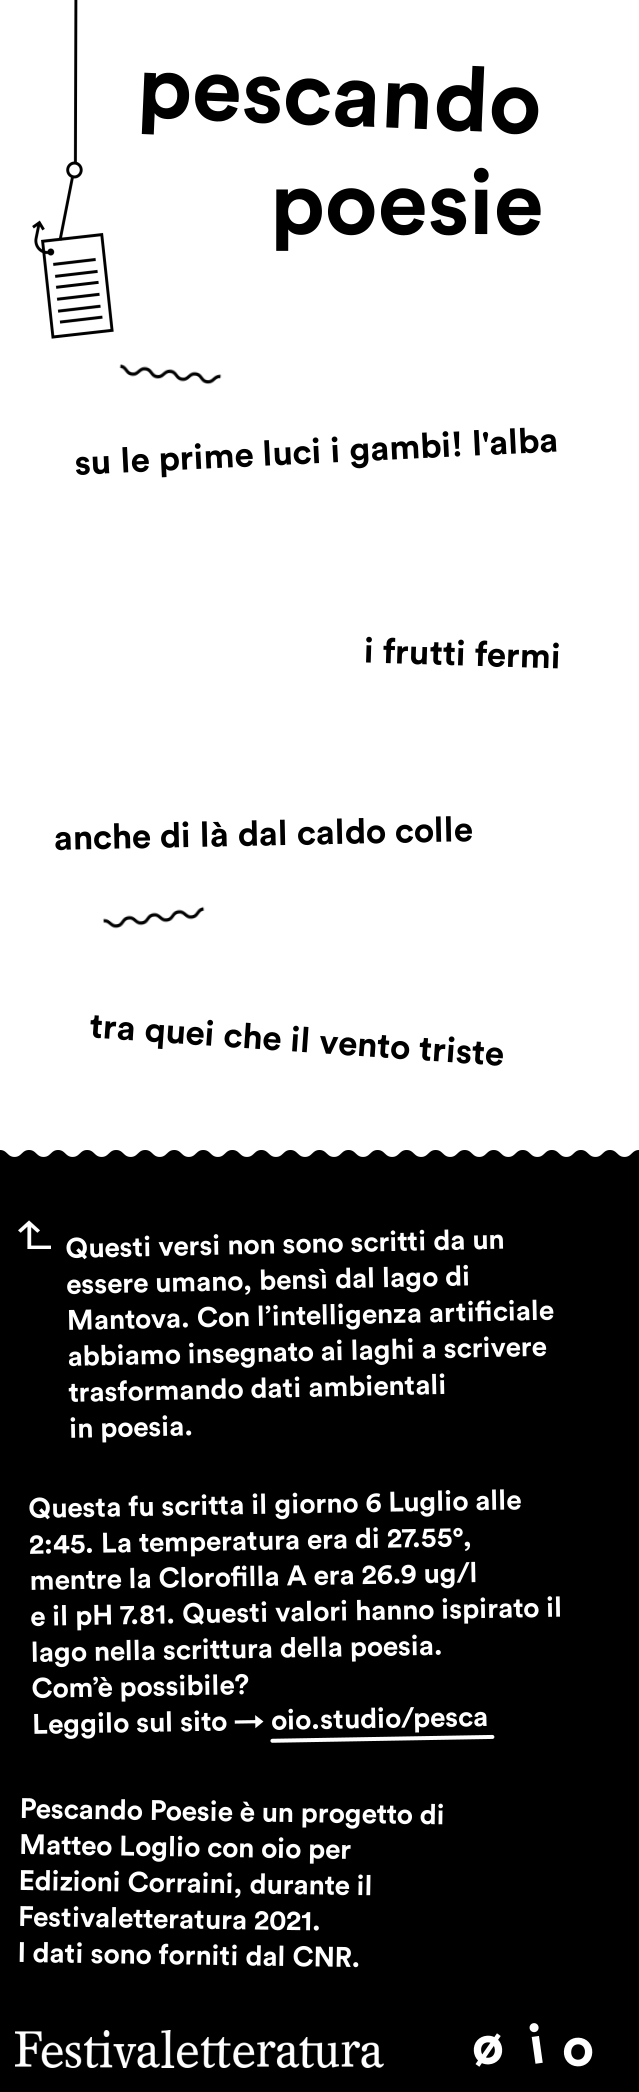 pescando
poesie
su le prime luci i gambi! l'alba
i frutti fermi
anche di là dal caldo colle
tra quei che il vento triste
Questi versi non sono scritti da un
essere umano, bensì dal lago di
Mantova. Con l’intelligenza artificiale
abbiamo insegnato ai laghi a scrivere
trasformando dati ambientali
in poesia.
Questa fu scritta il giorno 6 Luglio alle
2:45. La temperatura era di 27.55°,
mentre la Clorofilla A era 26.9 ug/l
e il pH 7.81. Questi valori hanno ispirato il
lago nella scrittura della poesia.
Com’è possibile?
Leggilo sul sito → oio.studio/pesca
Pescando Poesie è un progetto di
Matteo Loglio con oio per
Edizioni Corraini, durante il
Festivaletteratura 2021.
I dati sono forniti dal CNR.
Festivaletteratura øio